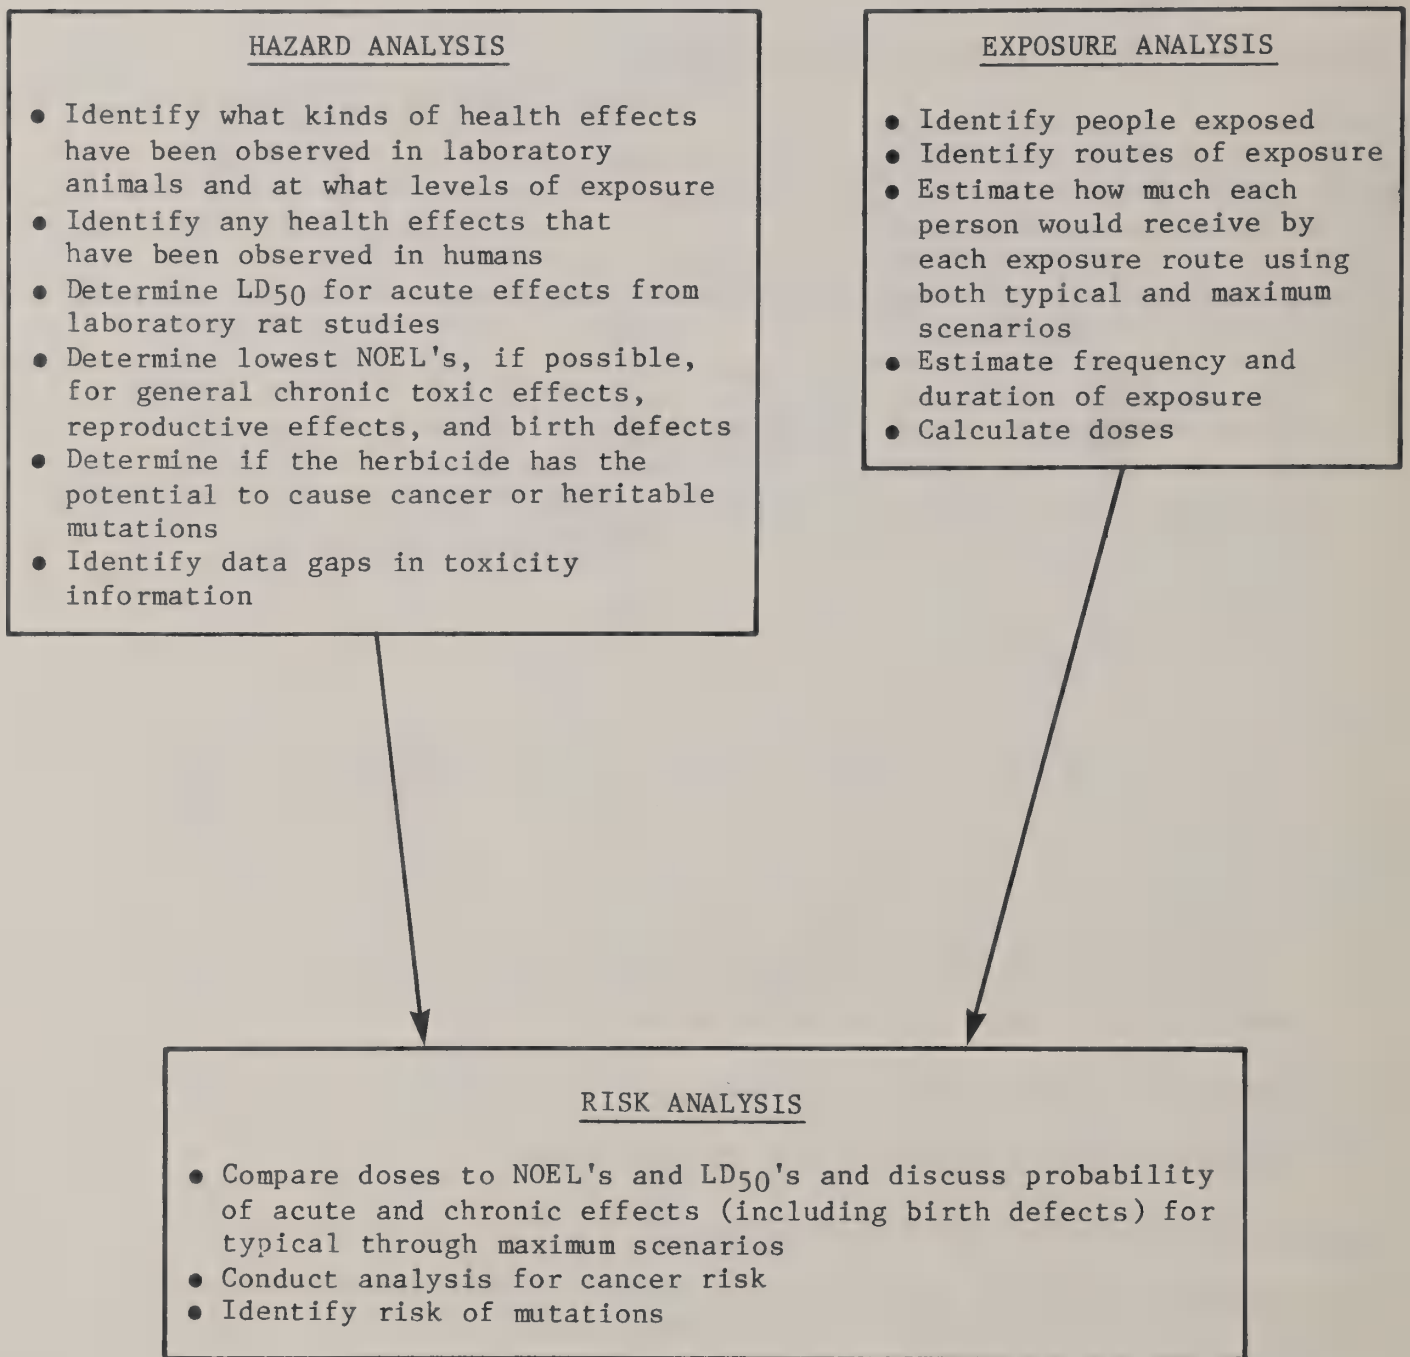 HAZARD ANALYSIS
● Identify what kinds of health effects
have been observed in laboratory
animals and at what levels of exposure
● Identify any health effects that
have been observed in humans
● Determine LD50 for acute effects from
laboratory rat studies
● Determine lowest NOEL's, if possible,
for general chronic toxic effects,
reproductive effects, and birth defects
● Determine if the herbicide has the
potential to cause cancer or heritable
mutations
● Identify data gaps in toxicity
information
EXPOSURE ANALYSIS
● Identify people exposed
● Identify routes of exposure
● Estimate how much each
person would receive by
each exposure route using
both typical and maximum
scenarios
● Estimate frequency and
duration of exposure
● Calculate doses
RISK ANALYSIS
● Compare doses to NOEL's and LD50's and discuss probability
of acute and chronic effects (including birth defects) for
typical through maximum scenarios
● Conduct analysis for cancer risk
● Identify risk of mutations